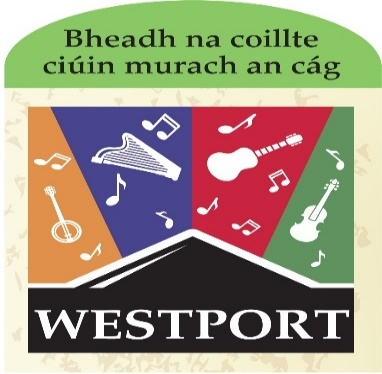 Bheadh na coillte
ciúin murach an cág
WESTPORT